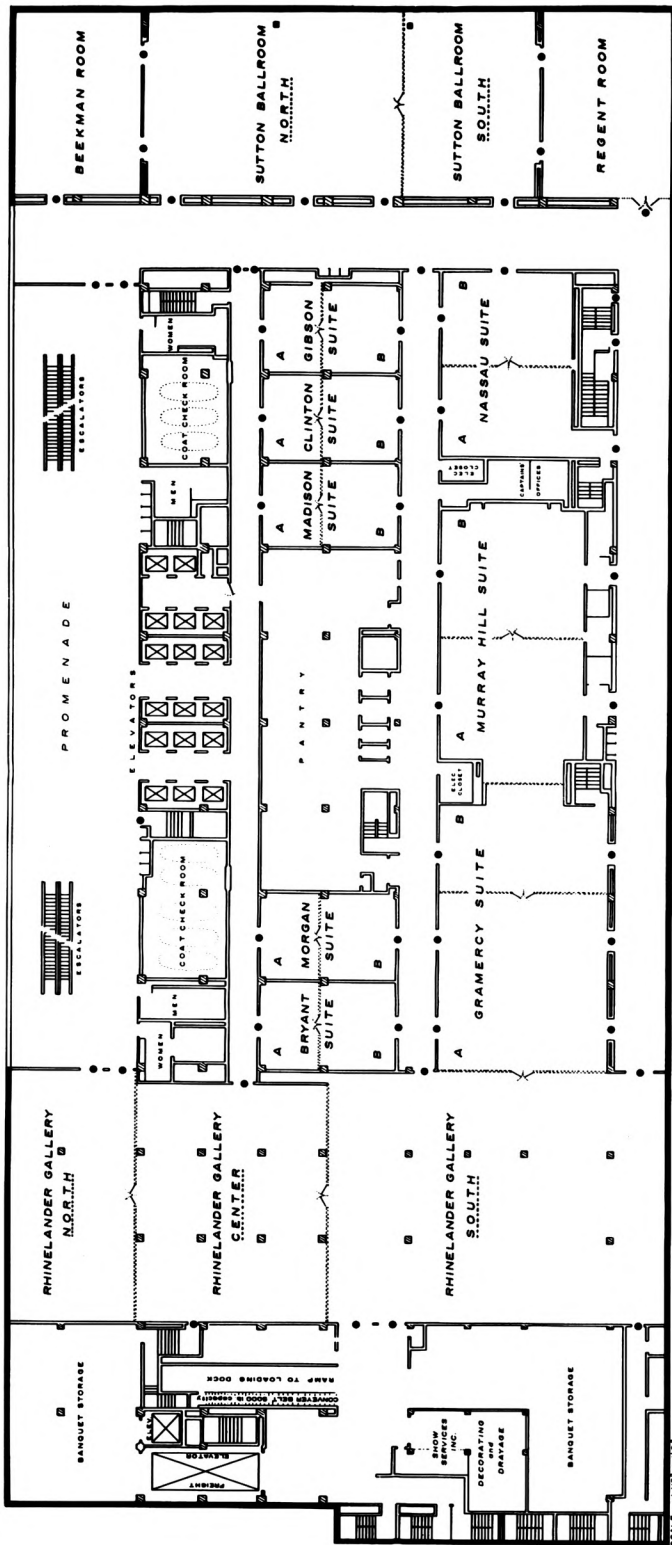 BEEKMAN ROOM
SUTTON BALLROOM
NORTH
SUTTON BALLROOM
SOUTH
REGENT ROOM
PROMENADE
ESCALATORS
ESCALATORS
WOMEN
COAT CHECK ROOM
MEN
ELEVATORS
COAT CHECK ROOM
MEN
WOMEN
A
GIBSON
SUITE
B
A
CLINTON
SUITE
B
A
MADISON
SUITE
B
PANTRY
A
MORGAN
SUITE
B
A
BRYANT
SUITE
B
B
NASSAU SUITE
A
ELEC
CLOSET
CAPTAINS'
OFFICES
B
MURRAY HILL SUITE
A
ELEC
CLOSET
B
GRAMERCY SUITE
A
RHINELANDER GALLERY
NORTH
RHINELANDER GALLERY
CENTER
RHINELANDER GALLERY
SOUTH
BANQUET STORAGE
RAMP TO LOADING DOCK
CONVEYER BELT
capacity
ELEV
FREIGHT
ELEVATOR
SHOW
SERVICES
INC.
DECORATING
and
DRAYAGE
BANQUET STORAGE